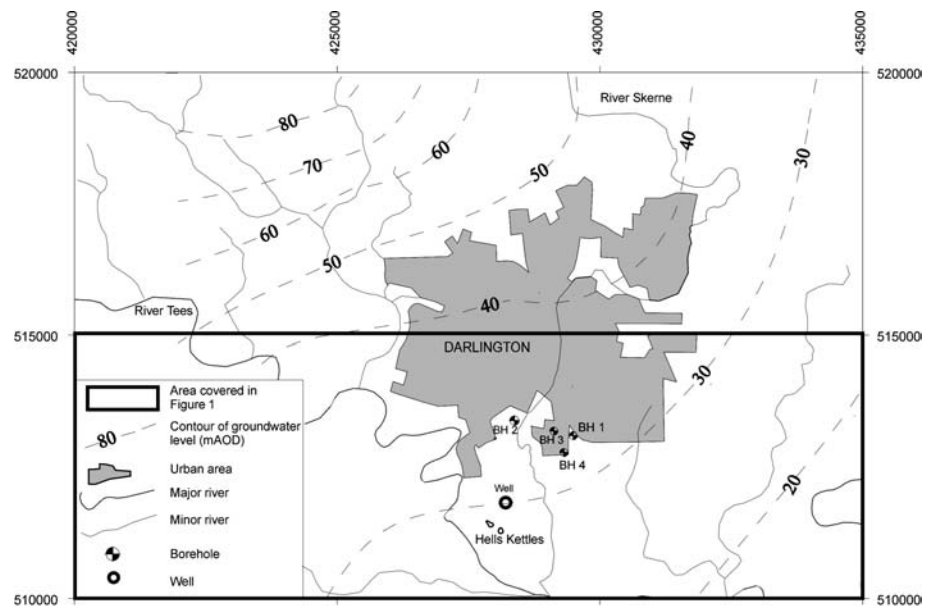 420000
425000
430000
435000
520000
520000
River Skerne
80
40
60
30
70
50
60
50
River Tees
40
515000
515000
DARLINGTON
30
Area covered in
Figure 1
80
Contour of groundwater
level (mAOD)
BH 2
BH 3
BH 1
BH 4
Urban area
20
Major river
Well
Minor river
Hells Kettles
Borehole
Well
510000
510000